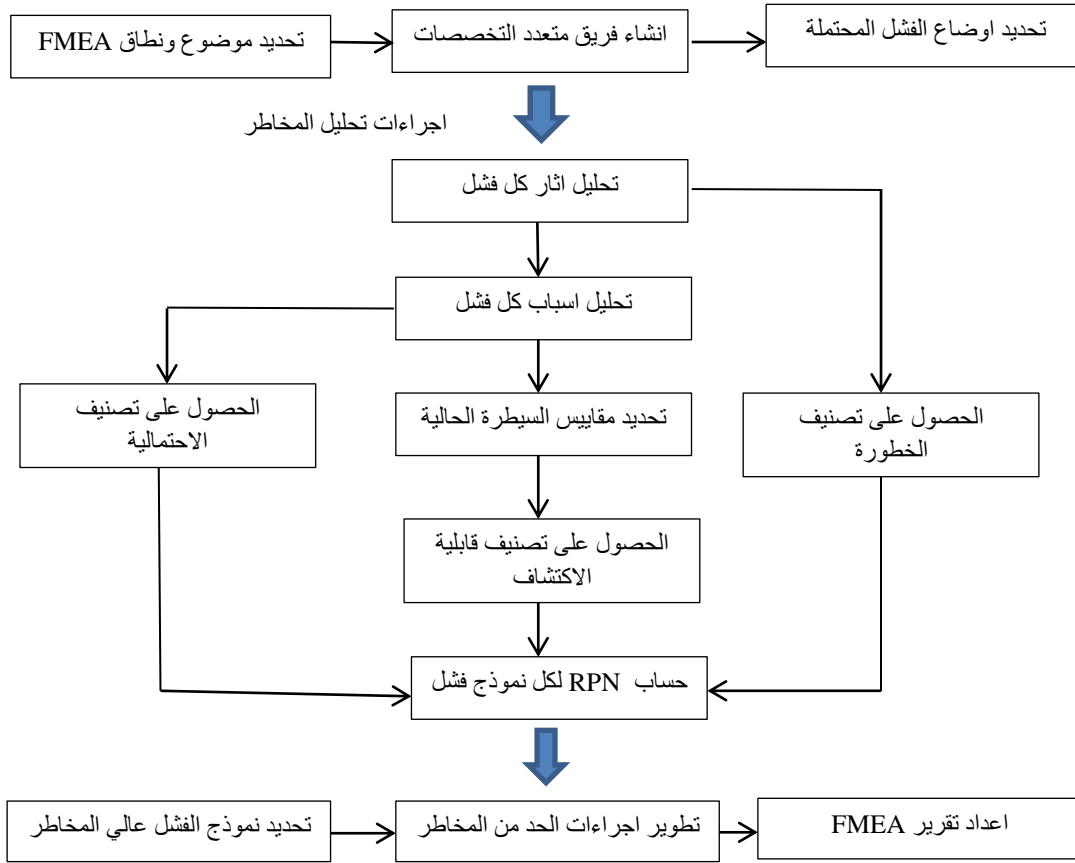 تحديد موضوع ونطاق FMEA
انشاء فريق متعدد التخصصات
تحديد اوضاع الفشل المحتملة
اجراءات تحليل المخاطر
تحليل اثار كل فشل
تحليل اسباب كل فشل
الحصول على تصنيف
الاحتمالية
تحديد مقاييس السيطرة الحالية
الحصول على تصنيف
الخطورة
الحصول على تصنيف قابلية
الاكتشاف
حساب RPN لكل نموذج فشل
تحديد نموذج الفشل عالي المخاطر
تطوير اجراءات الحد من المخاطر
اعداد تقرير FMEA